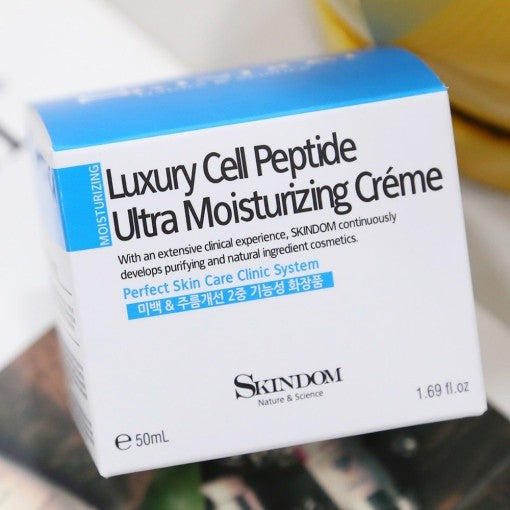 MOISTURIZING
Luxury Cell Peptide
Ultra Moisturizing Créme
With an extensive clinical experience, SKINDOM continuously
develops purifying and natural ingredient cosmetics.
Perfect Skin Care Clinic System
미백 & 주름개선 2중 기능성 화장품
SKINDOM
Nature & Science
℮ 50mL
1.69 fl.oz